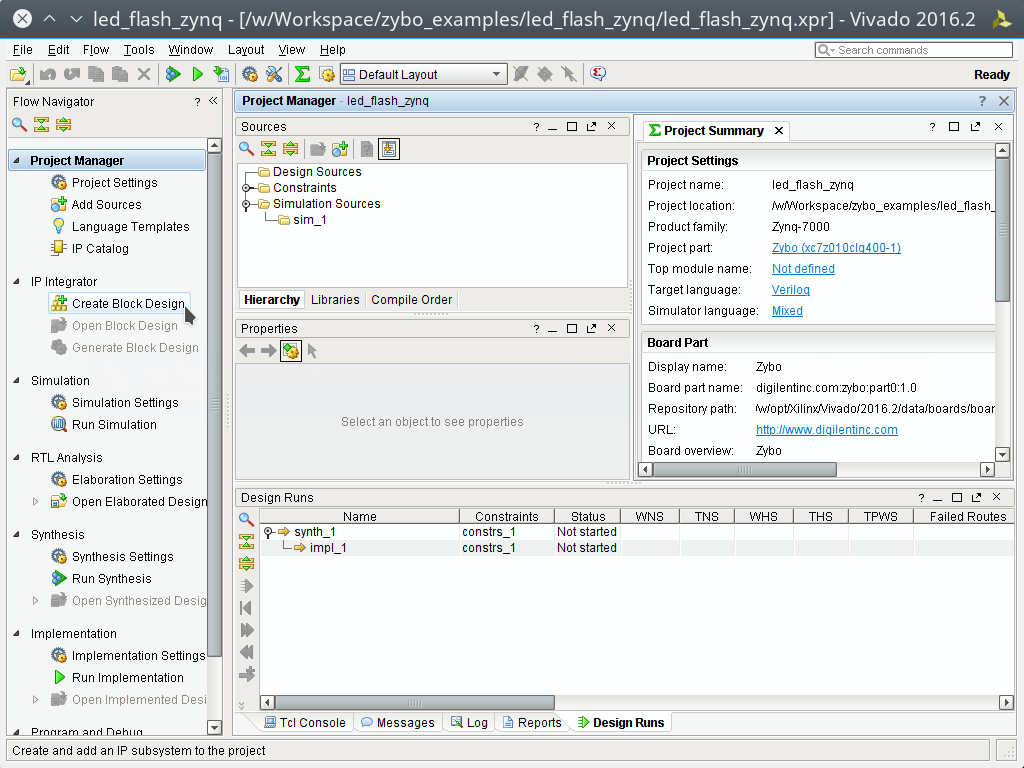 led_flash_zynq - [/w/Workspace/zybo_examples/led_flash_zynq/led_flash_zynq.xpr] - Vivado 2016.2
File Edit Flow Tools Window Layout View Help
Search commands
Default Layout
Ready
Flow Navigator
Project Manager
Project Settings
Add Sources
Language Templates
IP Catalog
IP Integrator
Create Block Design
Open Block Design
Generate Block Design
Simulation
Simulation Settings
Run Simulation
RTL Analysis
Elaboration Settings
Open Elaborated Design
Synthesis
Synthesis Settings
Run Synthesis
Open Synthesized Desig
Implementation
Implementation Settings
Run Implementation
Open Implemented Desi
Program and Debug
Project Manager - led_flash_zynq
Sources
Design Sources
Constraints
Simulation Sources
sim_1
Hierarchy Libraries Compile Order
Properties
Select an object to see properties
Project Summary
Project Settings
Project name: led_flash_zynq
Project location: /w/Workspace/zybo_examples/led_flash_
Product family: Zynq-7000
Project part: Zybo (xc7z010clg400-1)
Top module name: Not defined
Target language: Verilog
Simulator language: Mixed
Board Part
Display name: Zybo
Board part name: digilentinc.com:zybo:part0:1.0
Repository path: /w/opt/Xilinx/Vivado/2016.2/data/boards/boar
URL: http://www.digilentinc.com
Board overview: Zybo
Design Runs
Name Constraints Status WNS TNS WHS THS TPWS Failed Routes
synth_1 constrs_1 Not started
impl_1 constrs_1 Not started
Tcl Console Messages Log Reports Design Runs
Create and add an IP subsystem to the project